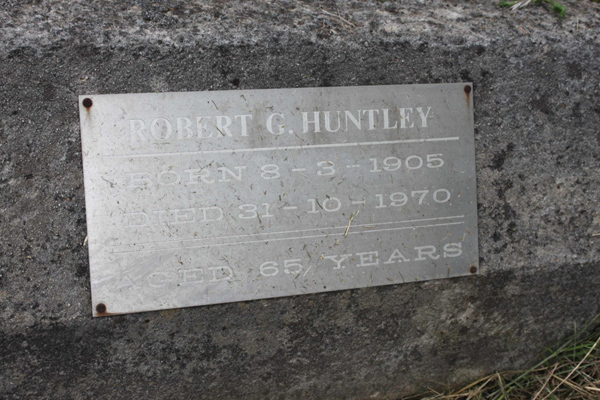 ROBERT G. HUNTLEY
BORN 8-3-1905
DIED 31-10-1970
AGED 65 YEARS